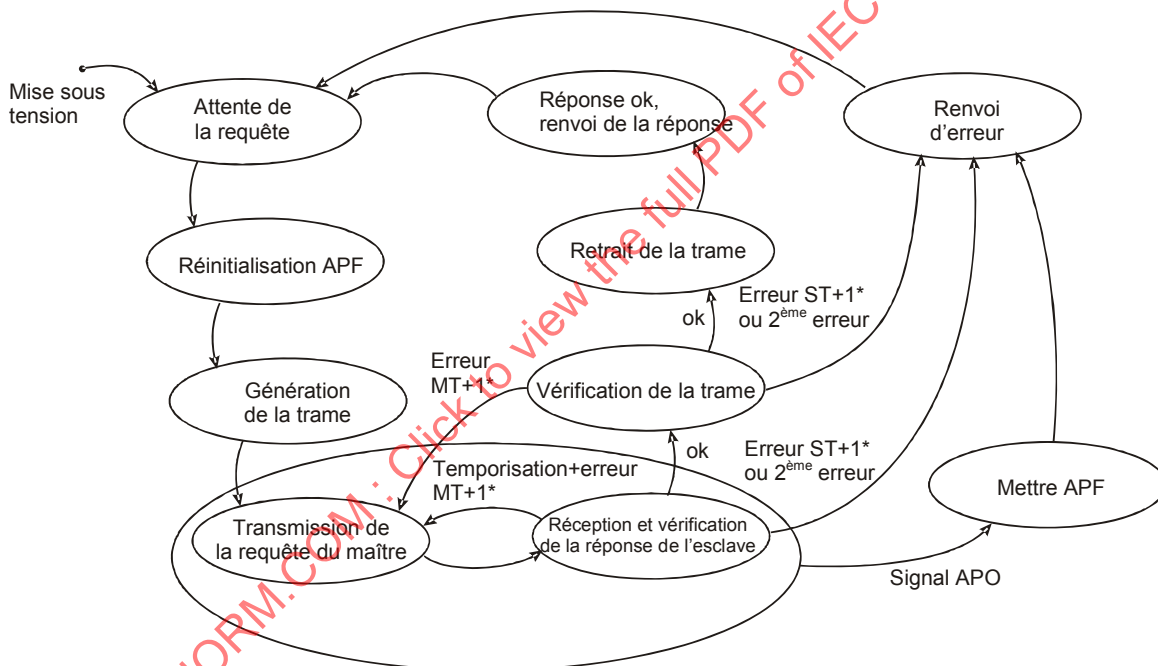 Mise sous
tension
Attente de
la requête
Réponse ok,
renvoi de la réponse
Renvoi
d'erreur
Réinitialisation APF
Retrait de la trame
Erreur ST+1*
ou 2ème erreur
ok
Erreur
MT+1*
Génération
de la trame
Vérification de la trame
ok
Erreur ST+1*
ou 2ème erreur
Temporisation+erreur
MT+1*
Mettre APF
Transmission de
la requête du maître
Réception et vérification
de la réponse de l'esclave
Signal APO
NORM.COM : Click to view the full PDF of IEC